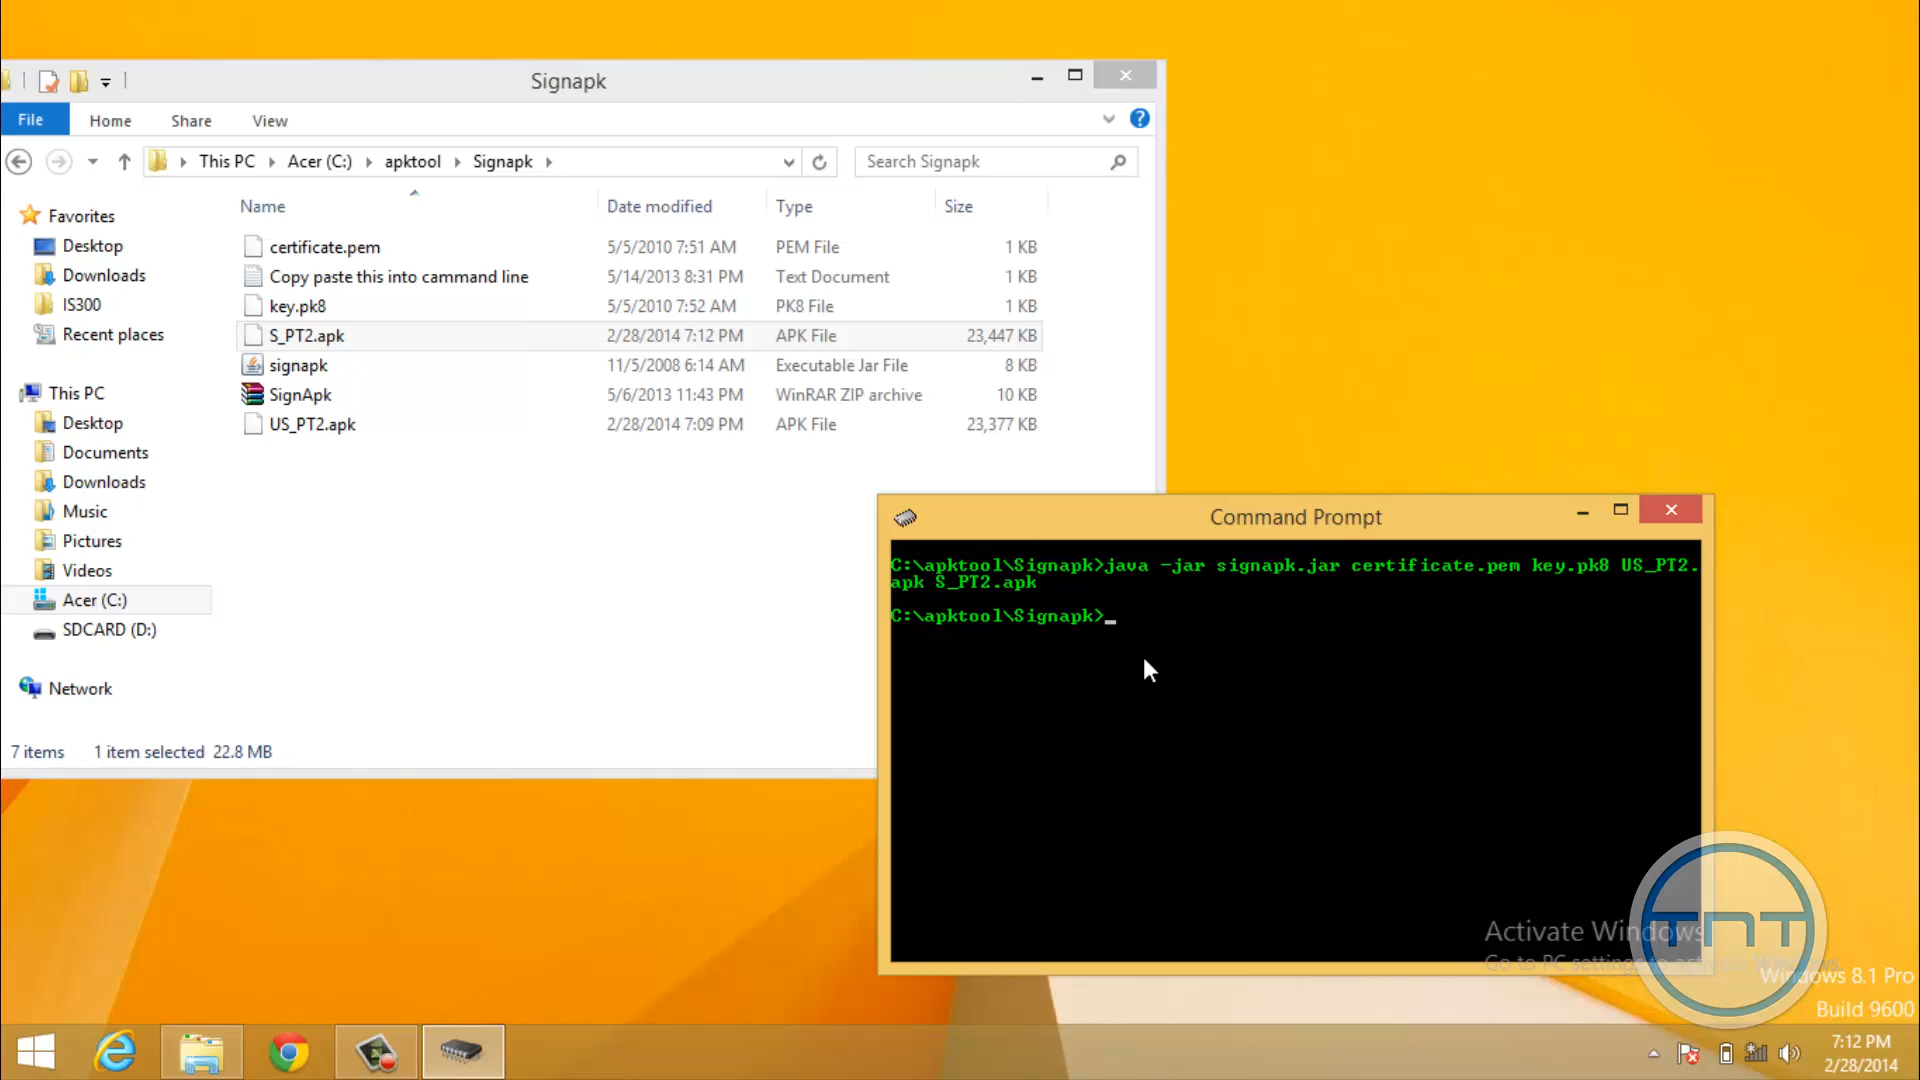 Signapk
File Home Share View
This PC Acer (C:) apktool Signapk
Search Signapk
Name Date modified Type Size
Favorites
Desktop
Downloads
IS300
Recent places
This PC
Desktop
Documents
Downloads
Music
Pictures
Videos
Acer (C:)
SDCARD (D:)
Network
certificate.pem 5/5/2010 7:51 AM PEM File 1 KB
Copy paste this into cammand line 5/14/2013 8:31 PM Text Document 1 KB
key.pk8 5/5/2010 7:52 AM PK8 File 1 KB
S_PT2.apk 2/28/2014 7:12 PM APK File 23,447 KB
signapk 11/5/2008 6:14 AM Executable Jar File 8 KB
SignApk 5/6/2013 11:43 PM WinRAR ZIP archive 10 KB
US_PT2.apk 2/28/2014 7:09 PM APK File 23,377 KB
7 items 1 item selected 22.8 MB
Command Prompt
C:\apktool\Signapk>java -jar signapk.jar certificate.pem key.pk8 US_PT2.
apk S_PT2.apk
C:\apktool\Signapk>_
Activate Windows
Go to PC settings to
TNT
Windows 8.1 Pro
Build 9600
7:12 PM
2/28/2014